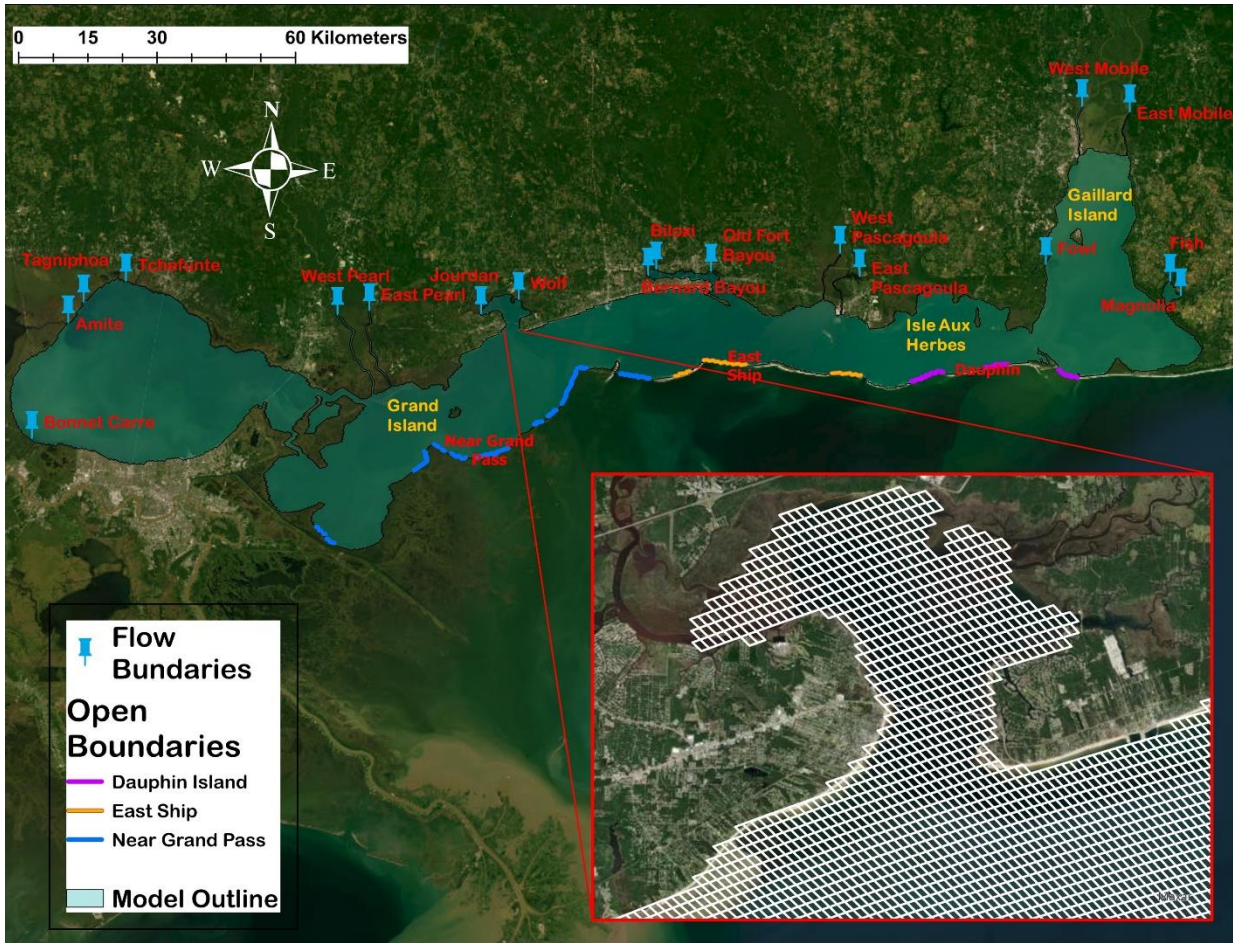 0 15 30 60 Kilometers
N
W E
S
West Mobile
East Mobile
Gaillard
Island
Fowl
Fish
Magnolia
West
Pascagoula
East
Pascagoula
Biloxi
Old Fort
Bayou
Bernard Bayou
Tagniphoa
Tchefunte
Amite
West Pearl
East Pearl
Jourdan
Wolf
Isle Aux
Herbes
East
Ship
Dauphin
Grand
Island
Near Grand
Pass
Bonnet Carre
Flow
Bundaries
Open
Boundaries
Dauphin Island
East Ship
Near Grand Pass
Model Outline
Maxar